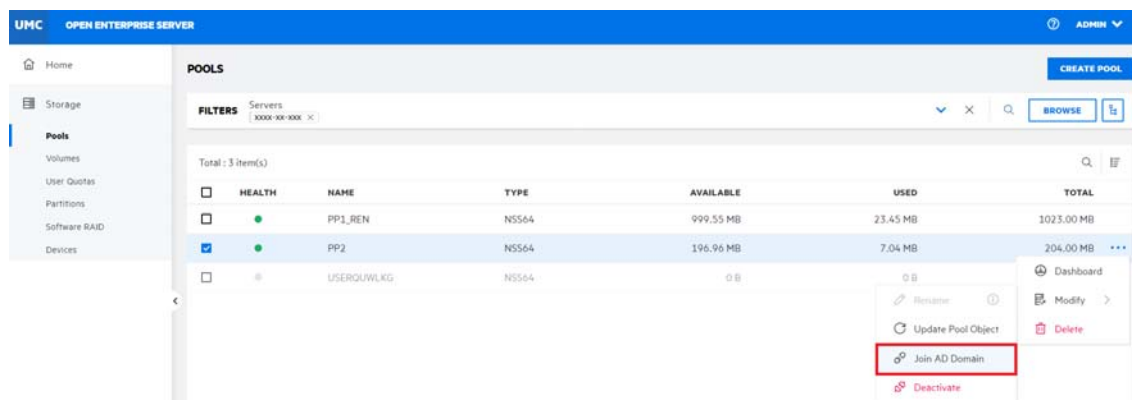 UMC OPEN ENTERPRISE SERVER ADMIN
Home
POOLS CREATE POOL
Storage
FILTERS Servers BROWSE
xxxx-xx-xxx
Pools
Volumes
Total : 3 item(s)
User Quotas
Partitions
Software RAID
Devices
HEALTH NAME TYPE AVAILABLE USED TOTAL
PP1_REN NSS64 999.55 MB 23.45 MB 1023.00 MB
PP2 NSS64 196.96 MB 7.04 MB 204.00 MB
USERQUWLKG NSS64 0 B 0 B
Dashboard
Modify
Delete
Rename
Update Pool Object
Join AD Domain
Deactivate